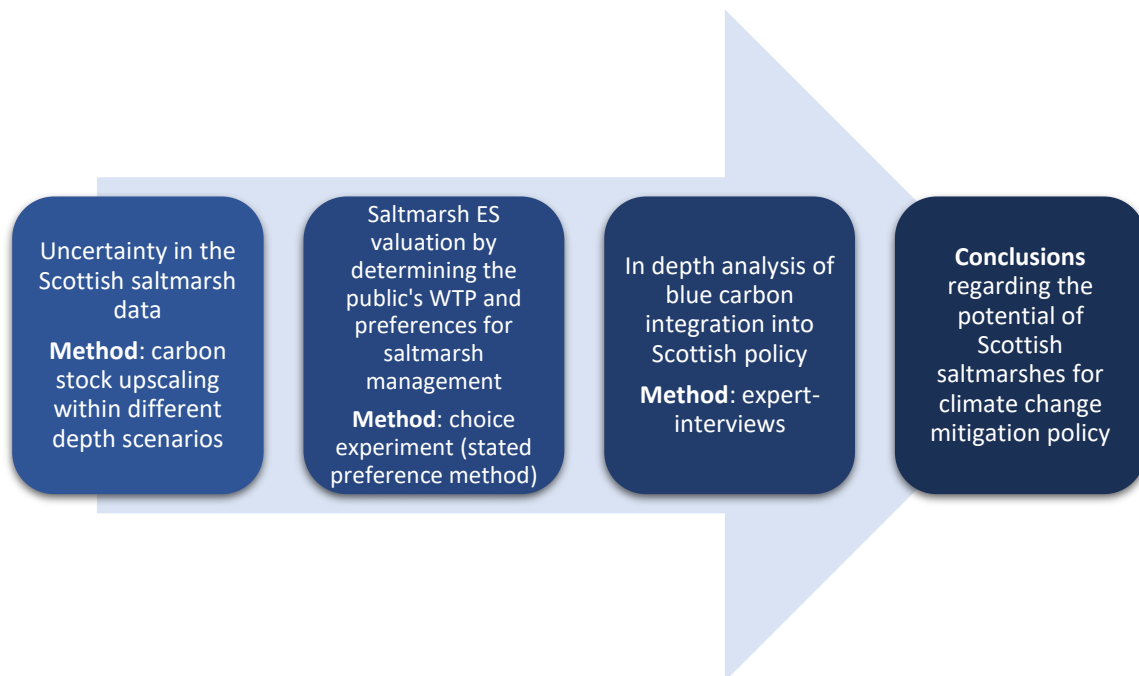 Uncertainty in the
Scottish saltmarsh
data
Method: carbon
stock upscaling
within different
depth scenarios
Saltmarsh ES
valuation by
determining the
public's WTP and
preferences for
saltmarsh
management
Method: choice
experiment (stated
preference method)
In depth analysis of
blue carbon
integration into
Scottish policy
Method: expert-
interviews
Conclusions
regarding the
potential of
Scottish
saltmarshes for
climate change
mitigation policy